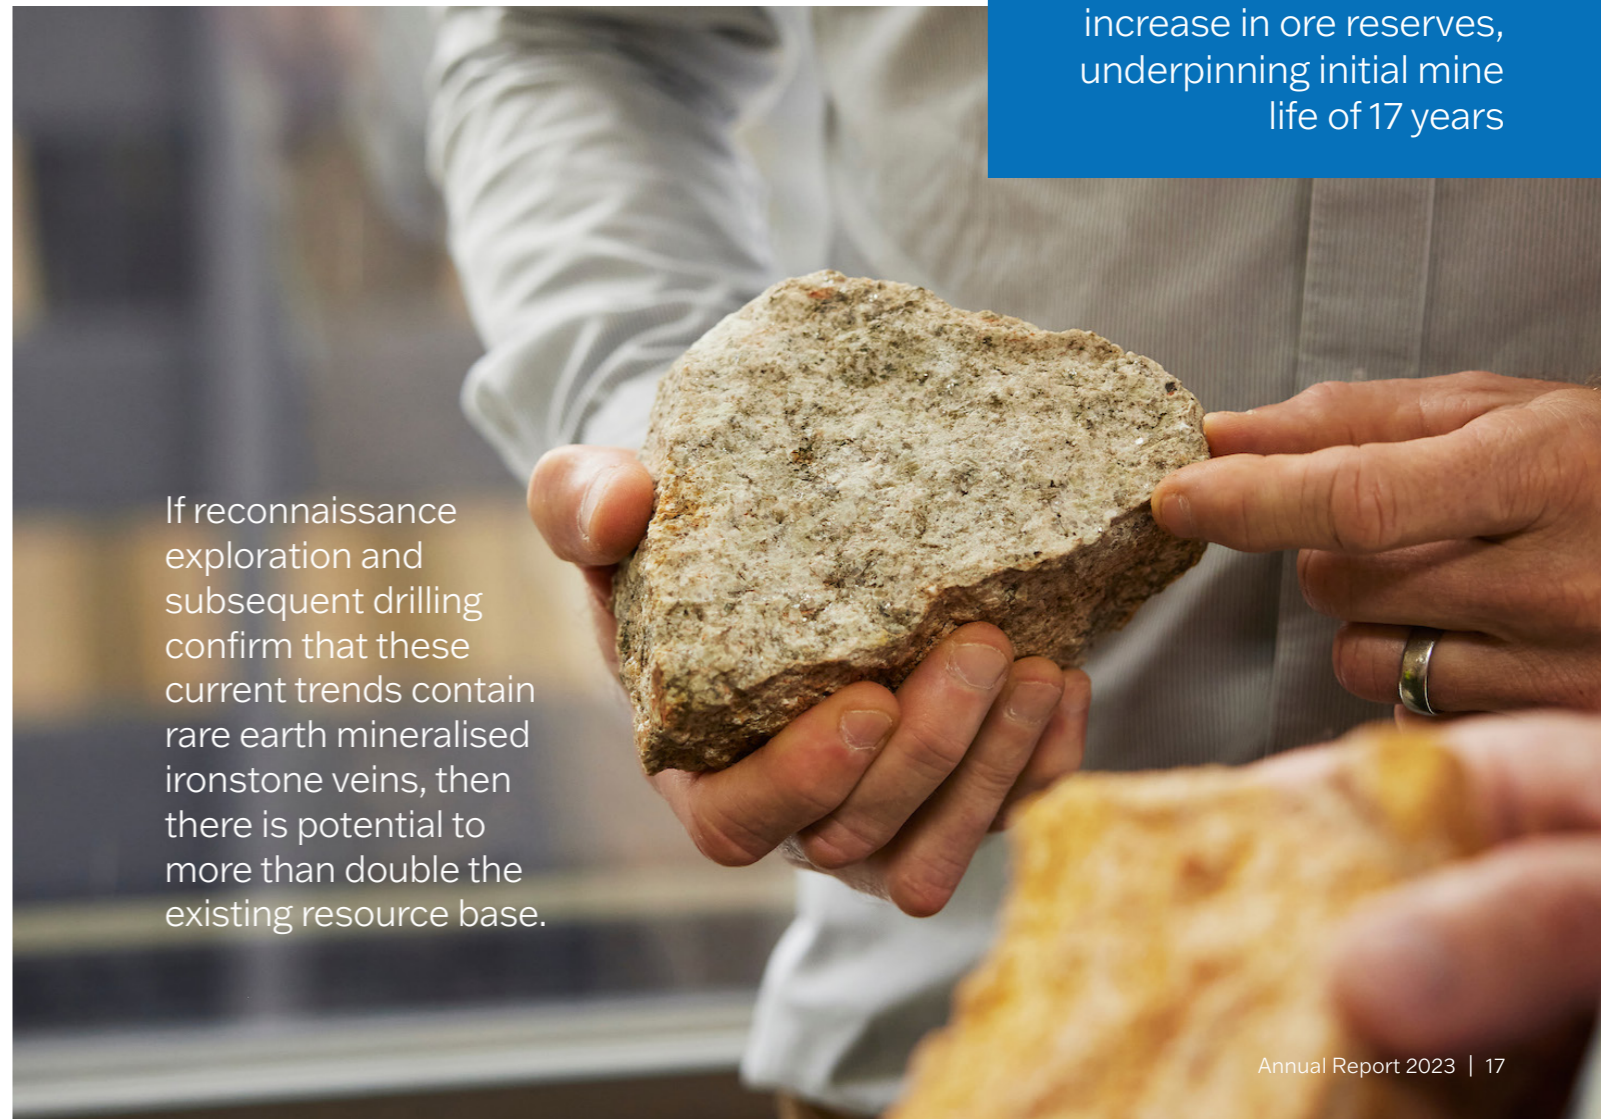 increase in ore reserves,
underpinning initial mine
life of 17 years
If reconnaissance
exploration and
subsequent drilling
confirm that these
current trends contain
rare earth mineralised
ironstone veins, then
there is potential to
more than double the
existing resource base.
Annual Report 2023 | 17